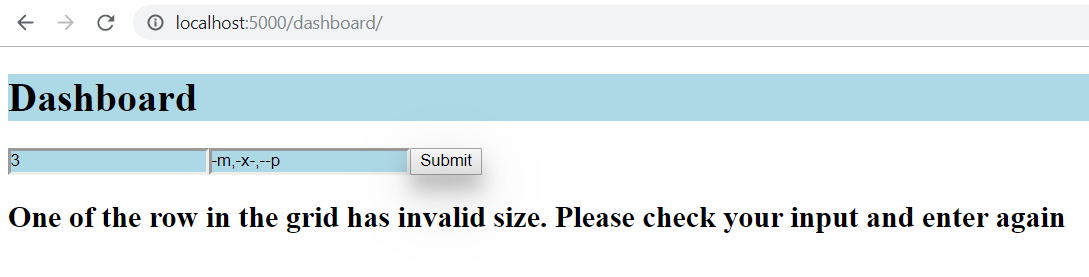 localhost:5000/dashboard/
Dashboard
3 -m,-x-,--p Submit
One of the row in the grid has invalid size. Please check your input and enter again